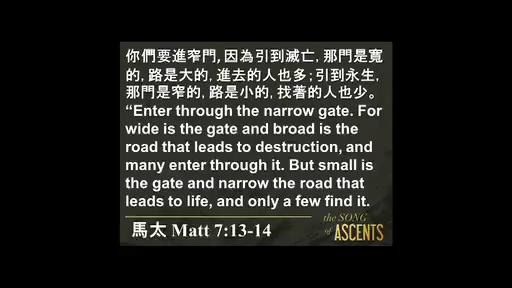 你們要進窄門，因為引到滅亡，那門是寬
的，路是大的，進去的人也多；引到永生，
那門是窄的，路是小的，找著的人也少。
“Enter through the narrow gate. For
wide is the gate and broad is the
road that leads to destruction, and
many enter through it. But small is
the gate and narrow the road that
leads to life, and only a few find it.
馬太 Matt 7:13-14
the SONG
of ASCENTS